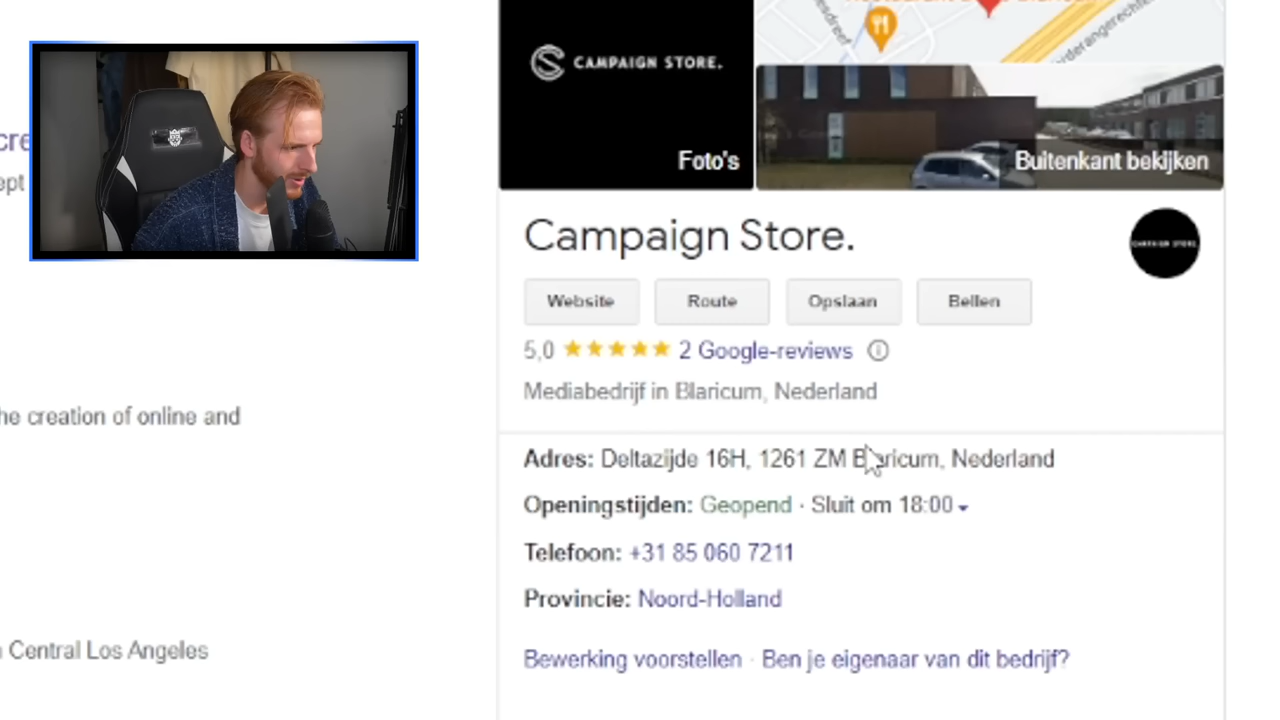 CAMPAIGN STORE.
Foto's
Buitenkant bekijken
Campaign Store.
CAMPAIGN STORE.
Website
Route
Opslaan
Bellen
5,0
2 Google-reviews
Mediabedrijf in Blaricum, Nederland
Adres: Deltazijde 16H, 1261 ZM Blaricum, Nederland
Openingstijden: Geopend · Sluit om 18:00
Telefoon: +31 85 060 7211
Provincie: Noord-Holland
Bewerking voorstellen · Ben je eigenaar van dit bedrijf?
cre
ept
he creation of online and
Central Los Angeles